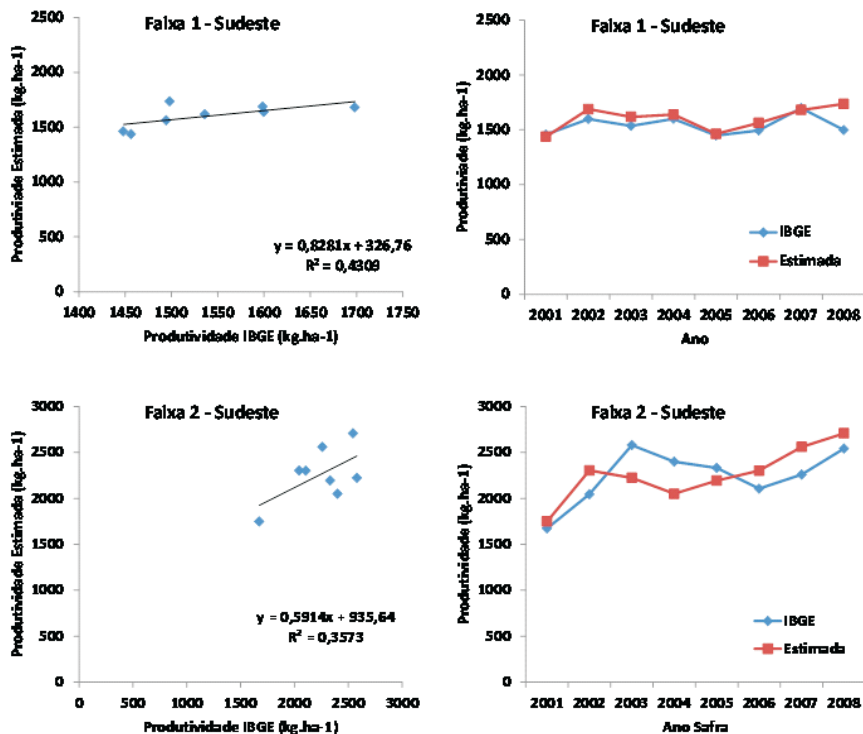 Faixa 1 - Sudeste
2500
2000
1500
1000
500
0
Produtiviade Estimada (kg.ha-1)
y = 0,8281x + 326,76
R² = 0,4309
1400 1450 1500 1550 1600 1650 1700 1750
Produtividade IBGE (kg.ha-1)
Faixa 1 - Sudeste
2500
2000
1500
1000
500
0
Produtiviade (kg.ha-1)
IBGE
Estimada
2001 2002 2003 2004 2005 2006 2007 2008
Ano
Faixa 2 - Sudeste
3000
2500
2000
1500
1000
500
0
Produtividade Estimada (kg.ha-1)
y = 0,5914x + 935,64
R² = 0,3573
0 500 1000 1500 2000 2500 3000
Produtividade IBGE (kg.ha-1)
Faixa 2 - Sudeste
3000
2500
2000
1500
1000
500
0
Produtividade (kg.ha-1)
IBGE
Estimada
2001 2002 2003 2004 2005 2006 2007 2008
Ano Safra